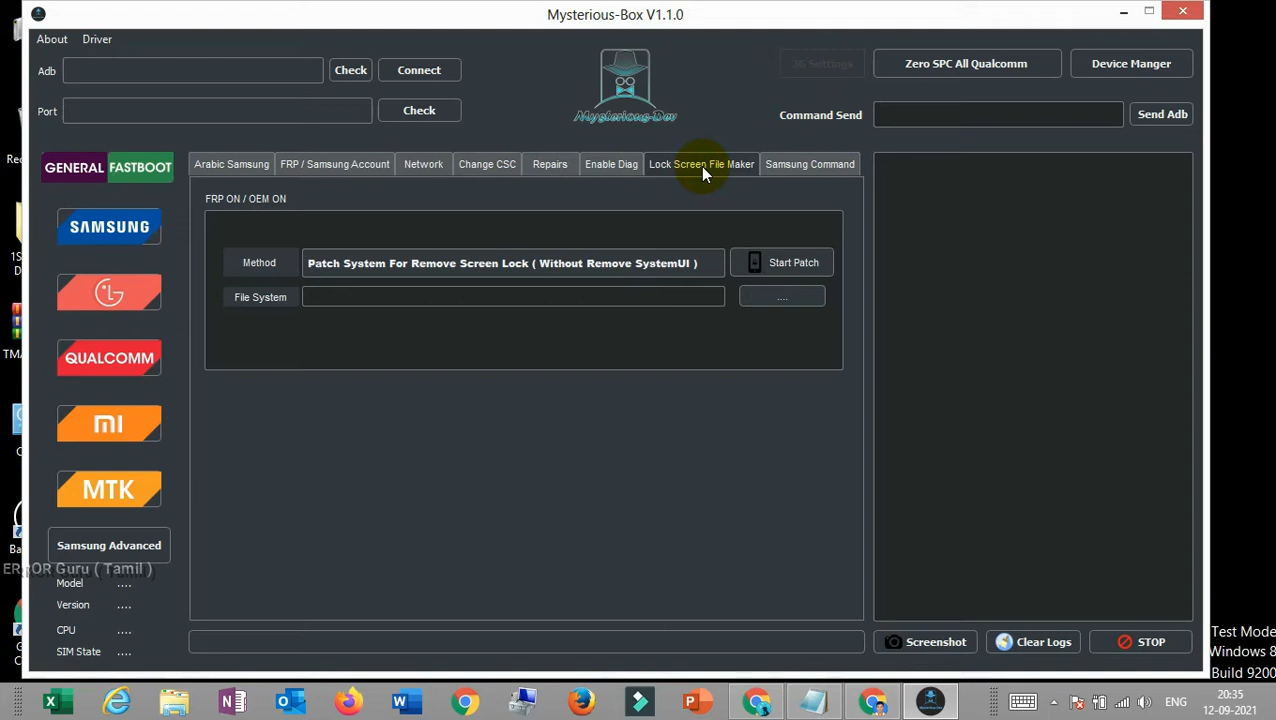 Mysterious-Box V1.1.0
About Driver
Adb Check Connect
3G Settings Zero SPC All Qualcomm Device Manger
Port Check
Mysterious-Dev
Command Send Send Adb
GENERAL FASTBOOT
Arabic Samsung FRP / Samsung Account Network Change CSC Repairs Enable Diag Lock Screen File Maker Samsung Command
FRP ON / OEM ON
SAMSUNG
Method Patch System For Remove Screen Lock ( Without Remove SystemUI ) Start Patch
File System ....
LG
QUALCOMM
MI
MTK
Samsung Advanced
ERrOR Guru ( Tamil )
Model ....
Version ....
CPU ....
SIM State ....
Screenshot Clear Logs STOP
Test Mode
Windows 8
Build 9200
ENG
20:35
12-09-2021